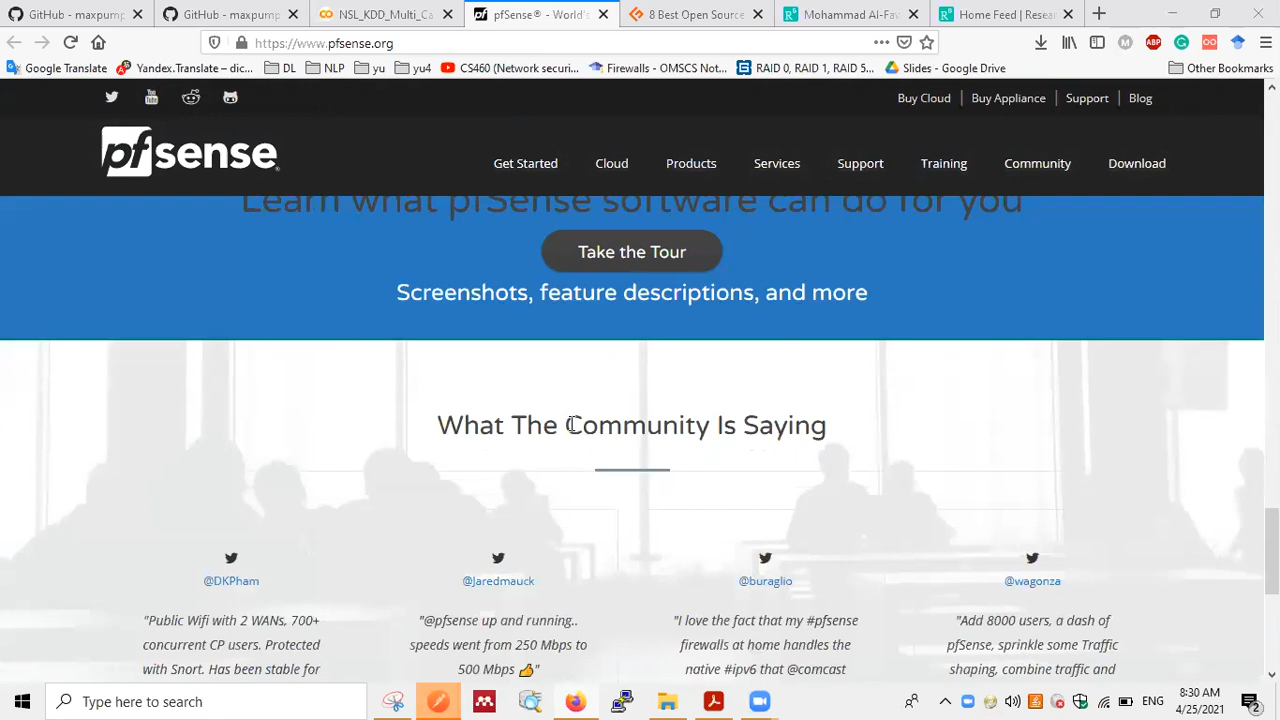 GitHub - maxpump
GitHub - maxpump
NSL_KDD_Multi_Ca
pfSense® - World's
8 Best Open Source
Mohammad Al-Faw
Home Feed | Resea
https://www.pfsense.org
Google Translate
Yandex.Translate – dic...
DL
NLP
yu
yu4
CS460 (Network securi...
Firewalls - OMSCS Not...
RAID 0, RAID 1, RAID 5...
Slides - Google Drive
Other Bookmarks
Buy Cloud | Buy Appliance | Support | Blog
pfsense
Get Started
Cloud
Products
Services
Support
Training
Community
Download
Learn what pfSense software can do for you
Take the Tour
Screenshots, feature descriptions, and more
What The Community Is Saying
@DKPham
@Jaredmauck
@buraglio
@wagonza
"Public Wifi with 2 WANs, 700+
concurrent CP users. Protected
with Snort. Has been stable for
"@pfsense up and running..
speeds went from 250 Mbps to
500 Mbps 👍"
"I love the fact that my #pfsense
firewalls at home handles the
native #ipv6 that @comcast
"Add 8000 users, a dash of
pfSense, sprinkle some Traffic
shaping, combine traffic and
Type here to search
ENG
8:30 AM
4/25/2021
2